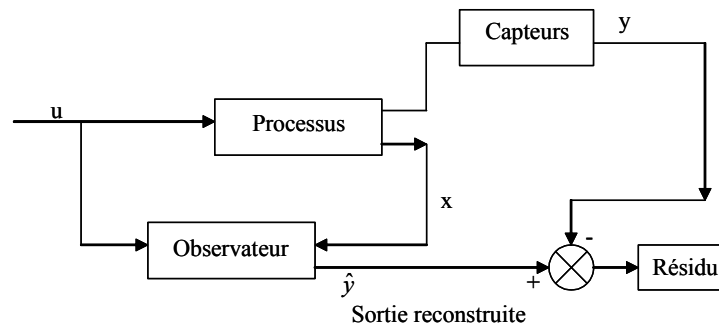 Capteurs
y
u
Processus
x
Observateur
-
+
Résidu
ŷ
Sortie reconstruite